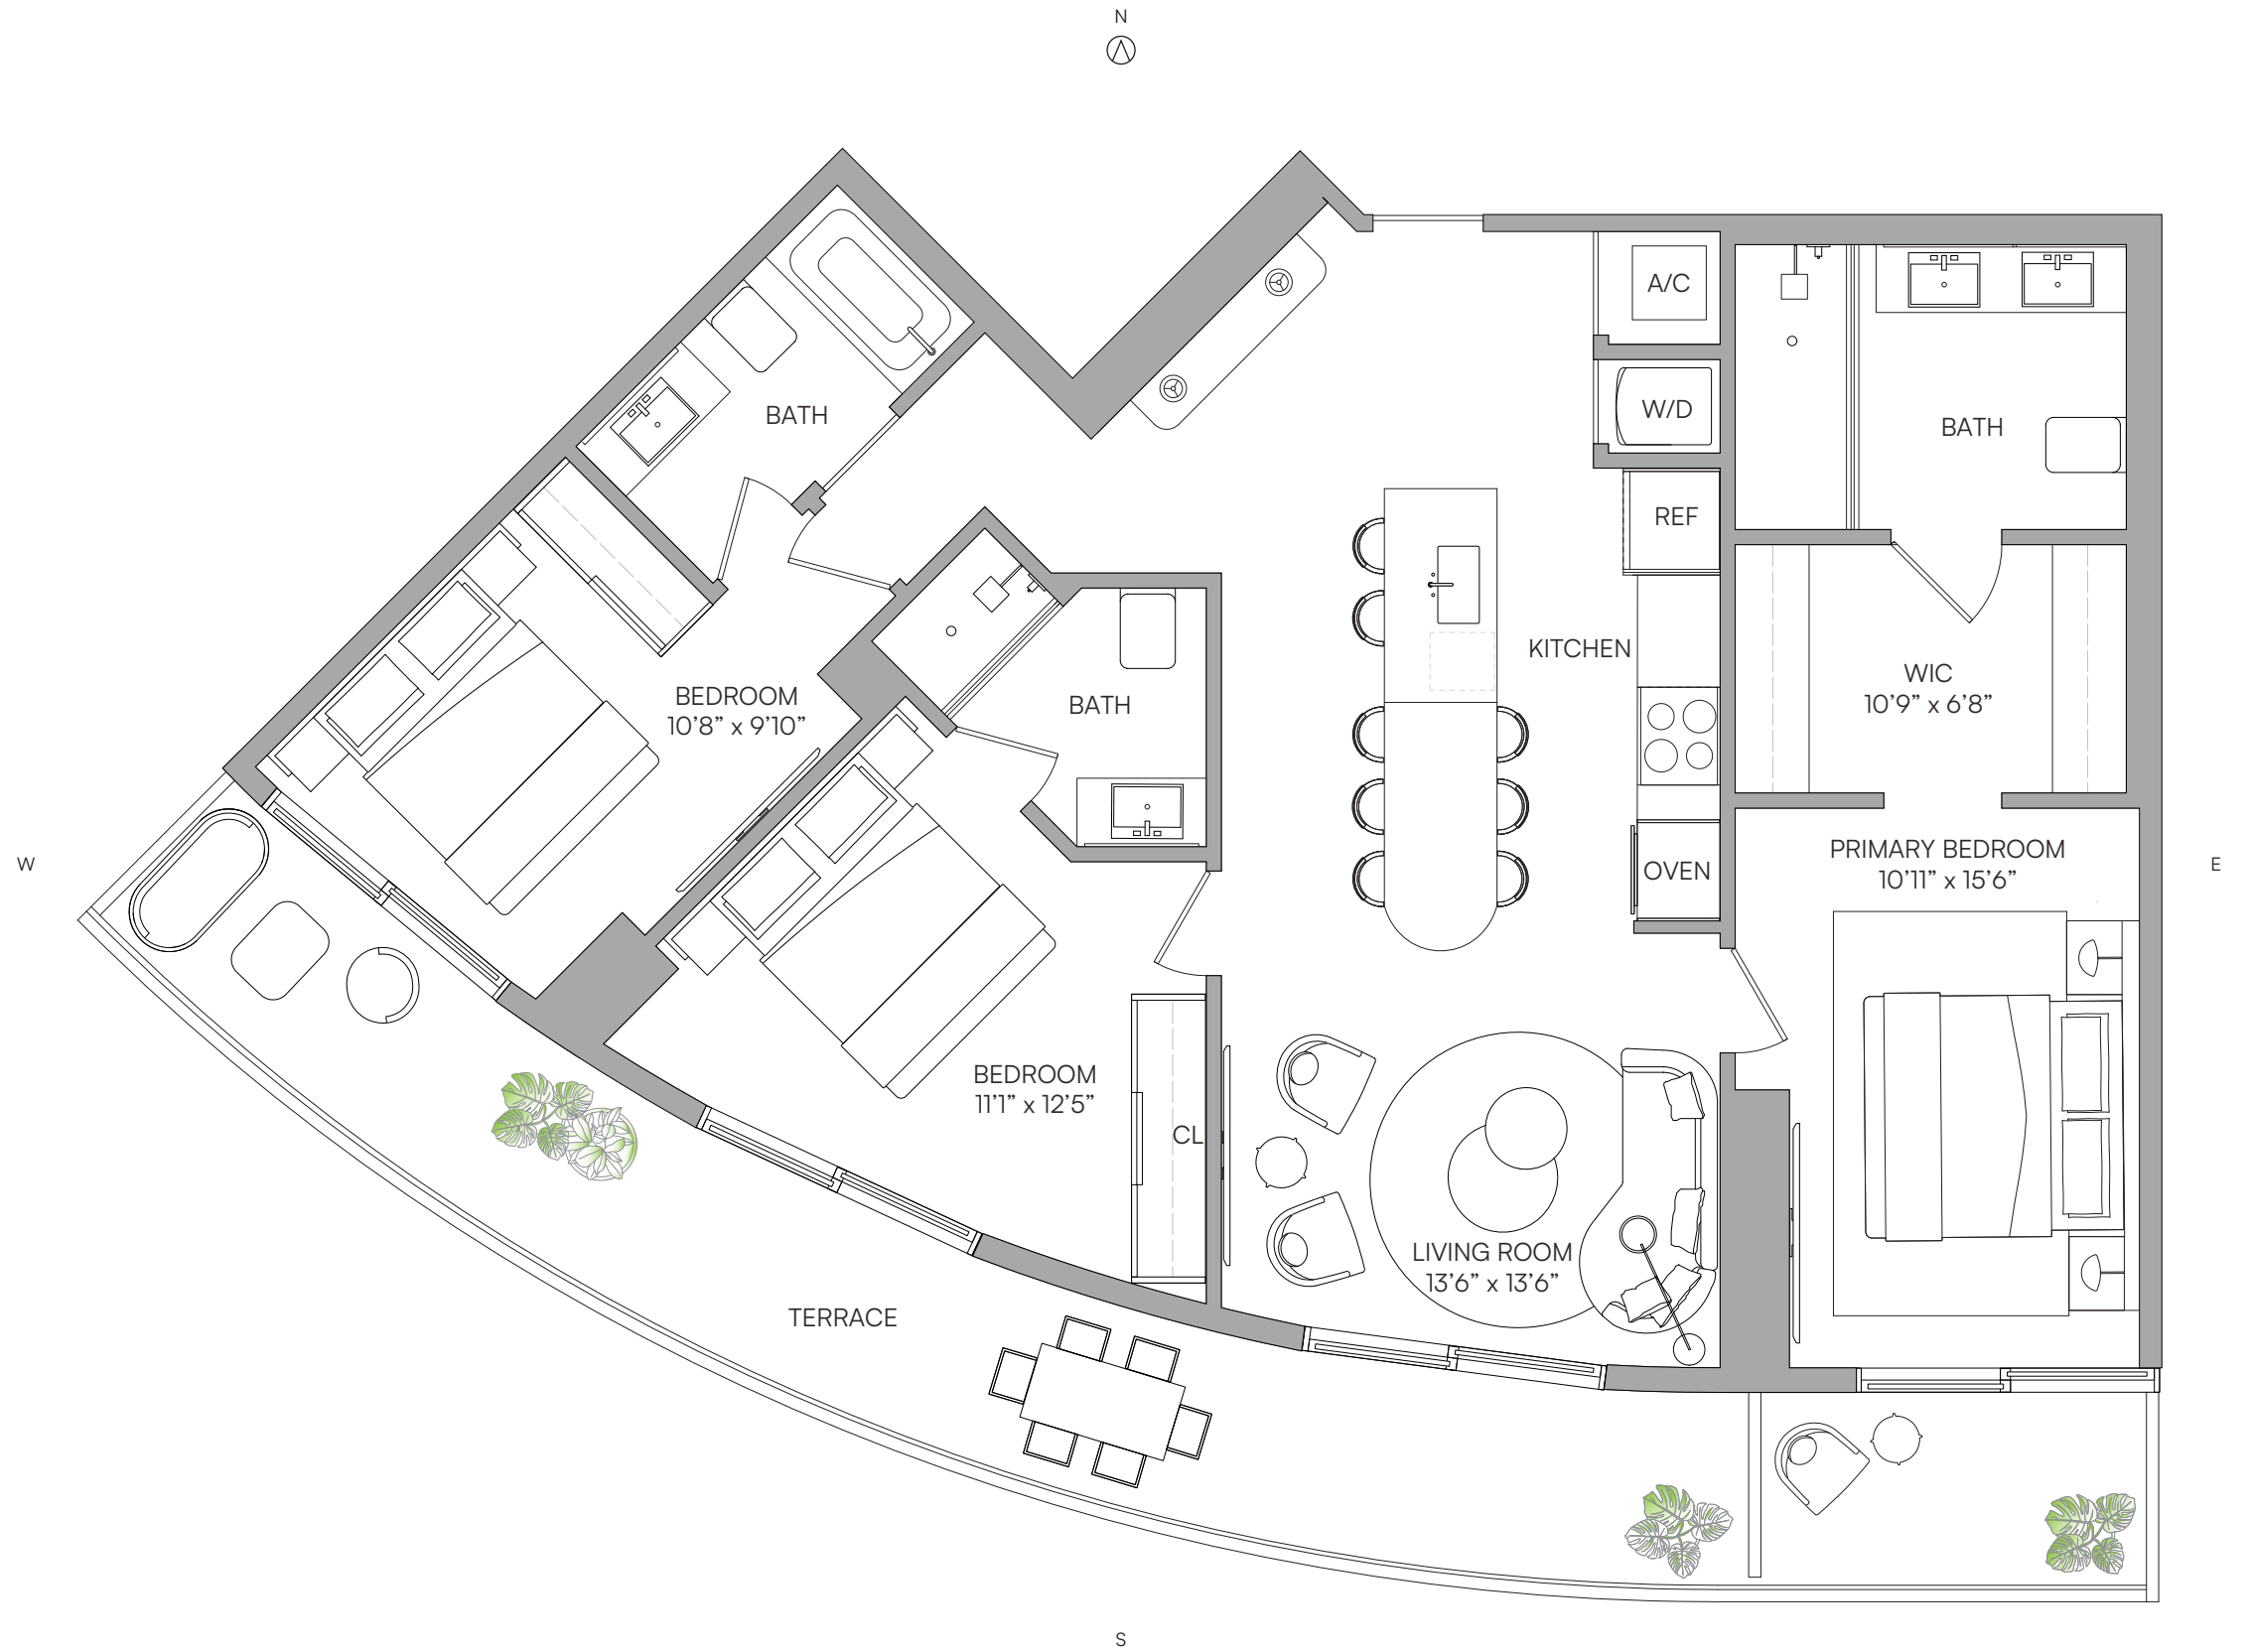 N
A/C
W/D
BATH
BATH
REF
KITCHEN
WIC
10’9” x 6’8”
BEDROOM
10’8” x 9’10”
BATH
W
E
PRIMARY BEDROOM
10’11” x 15’6”
OVEN
BEDROOM
11’1” x 12’5”
CL
LIVING ROOM
13’6” x 13’6”
TERRACE
S